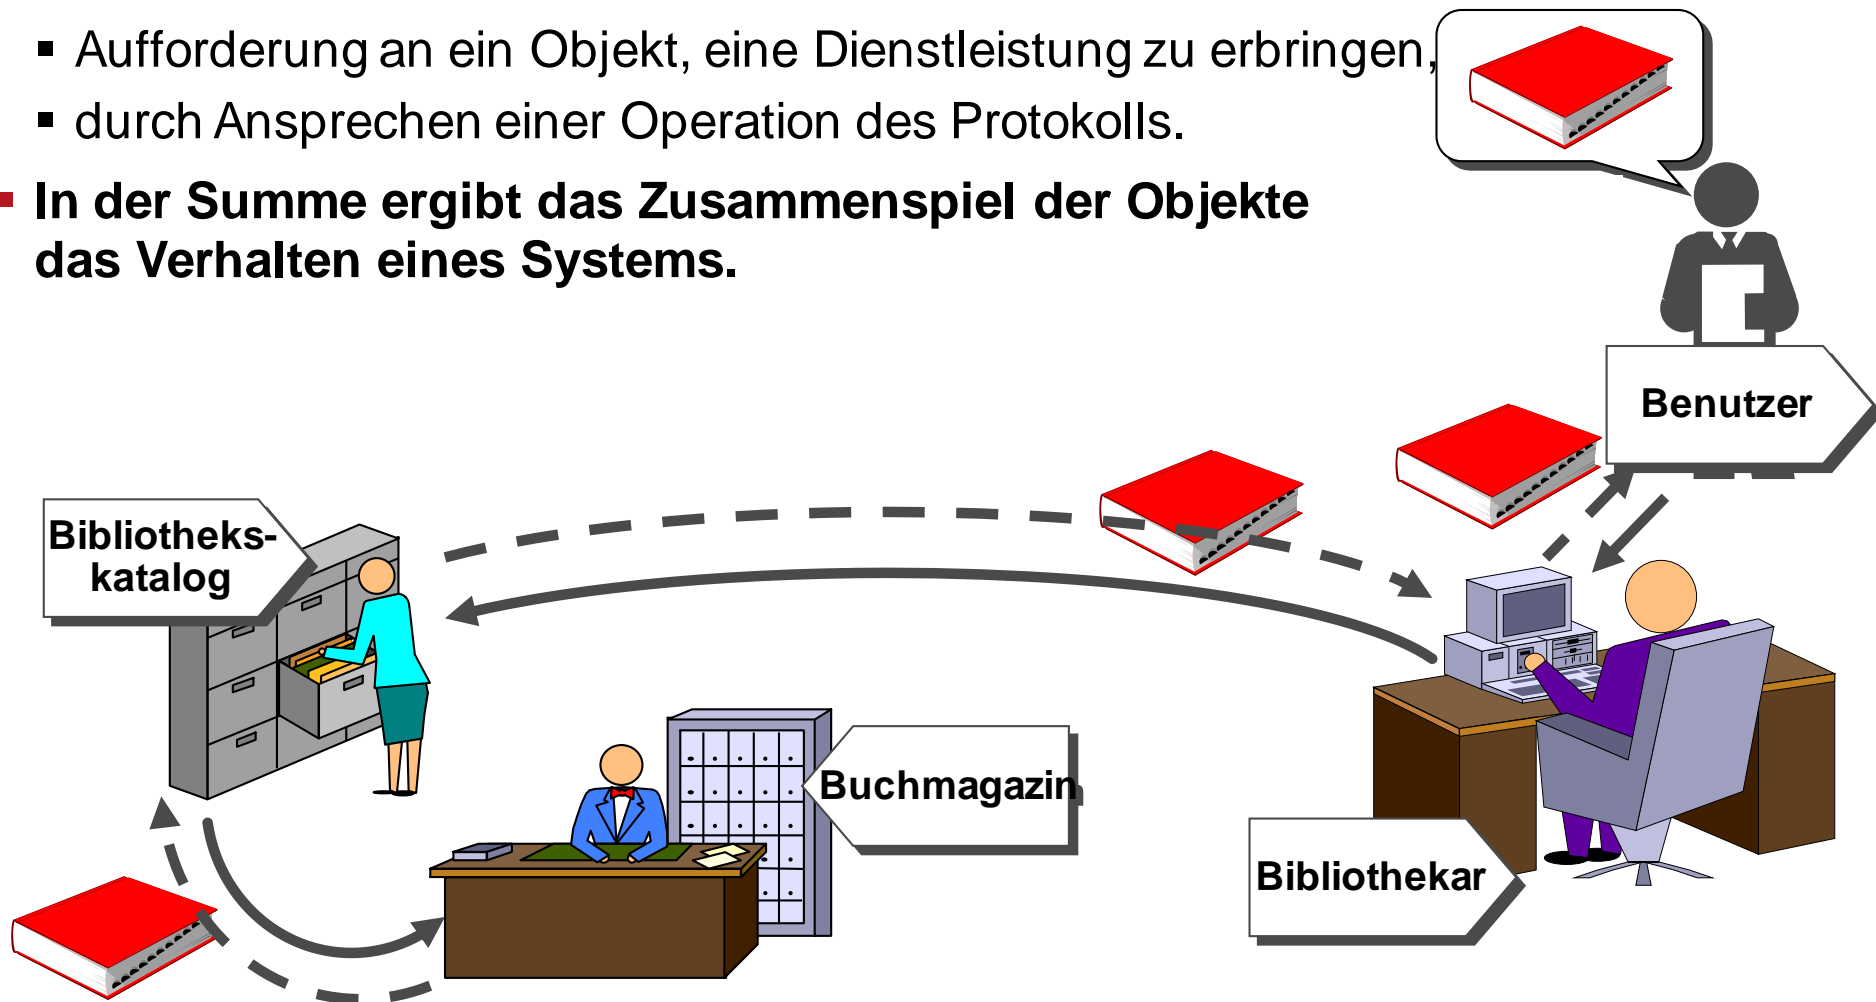 Aufforderung an ein Objekt, eine Dienstleistung zu erbringen,
durch Ansprechen einer Operation des Protokolls.
In der Summe ergibt das Zusammenspiel der Objekte
das Verhalten eines Systems.
Benutzer
Bibliotheks-
katalog
Buchmagazin
Bibliothekar